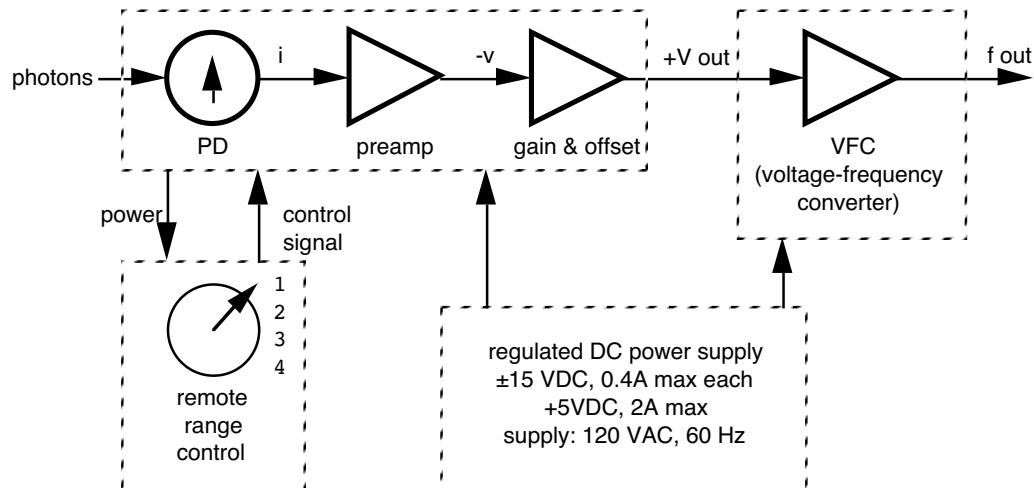 photons
i
-v
+V out
f out
PD
preamp
gain & offset
VFC
(voltage-frequency
converter)
power
control
signal
1
2
3
4
remote
range
control
regulated DC power supply
±15 VDC, 0.4A max each
+5VDC, 2A max
supply: 120 VAC, 60 Hz